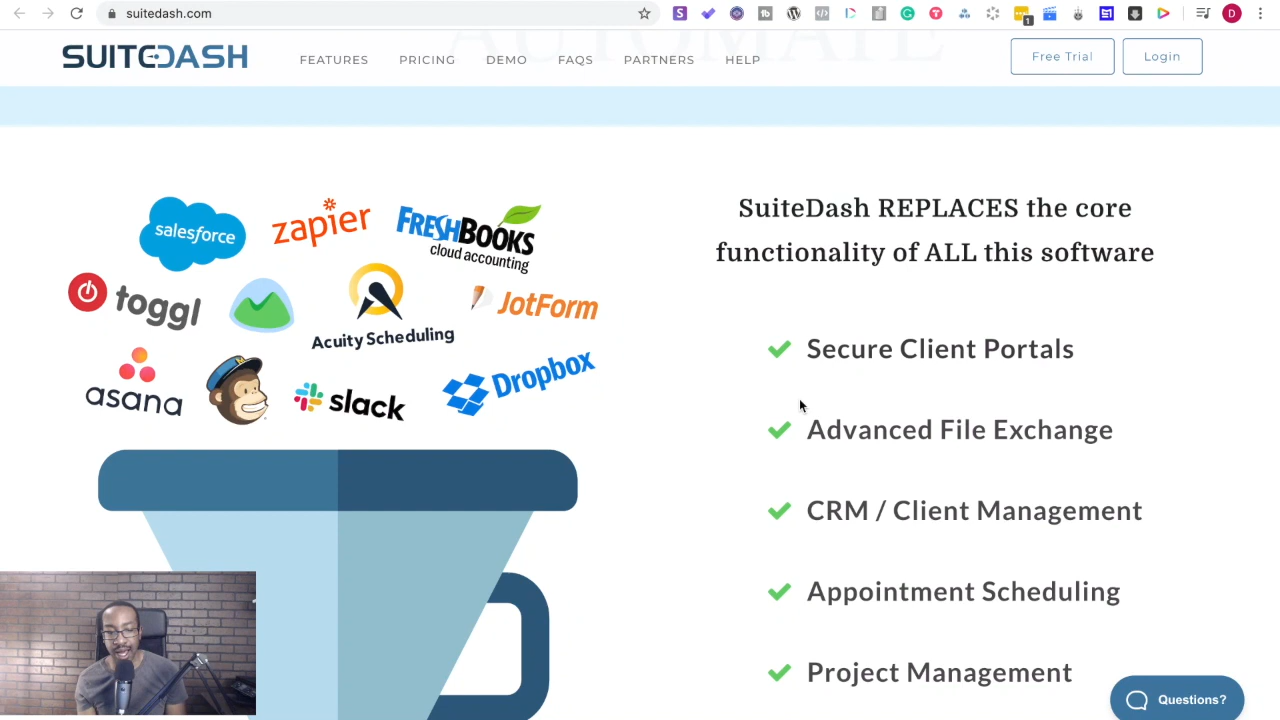 suitedash.com
1
D
AUTOMATE
SUITEDASH
FEATURES
PRICING
DEMO
FAQS
PARTNERS
HELP
Free Trial
Login
salesforce
zapier
FRESHBOOKS
cloud accounting
toggl
Acuity Scheduling
JotForm
asana
slack
Dropbox
SuiteDash REPLACES the core
functionality of ALL this software
Secure Client Portals
Advanced File Exchange
CRM / Client Management
Appointment Scheduling
Project Management
Questions?